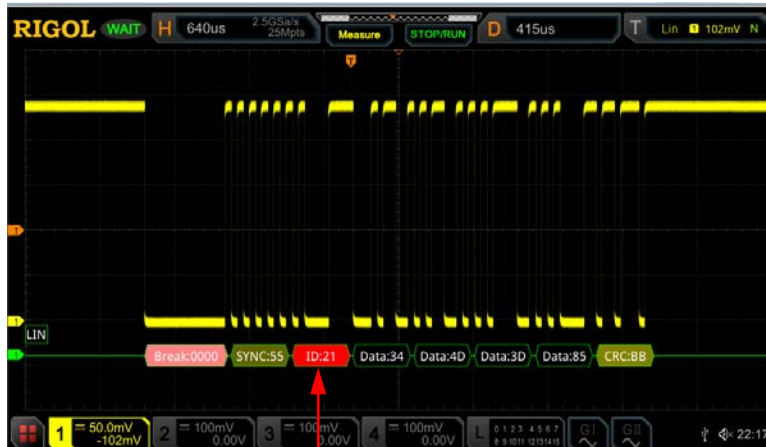 RIGOL WAIT H 640us 2.5GSa/s 25Mpts Measure STOP/RUN D 415us T Lin 1 102mV N
T
T
1
LIN
1 Break:0000 SYNC:55 ID:21 Data:34 Data:4D Data:3D Data:85 CRC:BB
1 50.0mV -102mV 2 100mV 0.00V 3 100mV 0.00V 4 100mV 0.00V L 0 1 2 3 4 5 6 7 8 9 10 11 12 13 14 15 GI GII 22:17